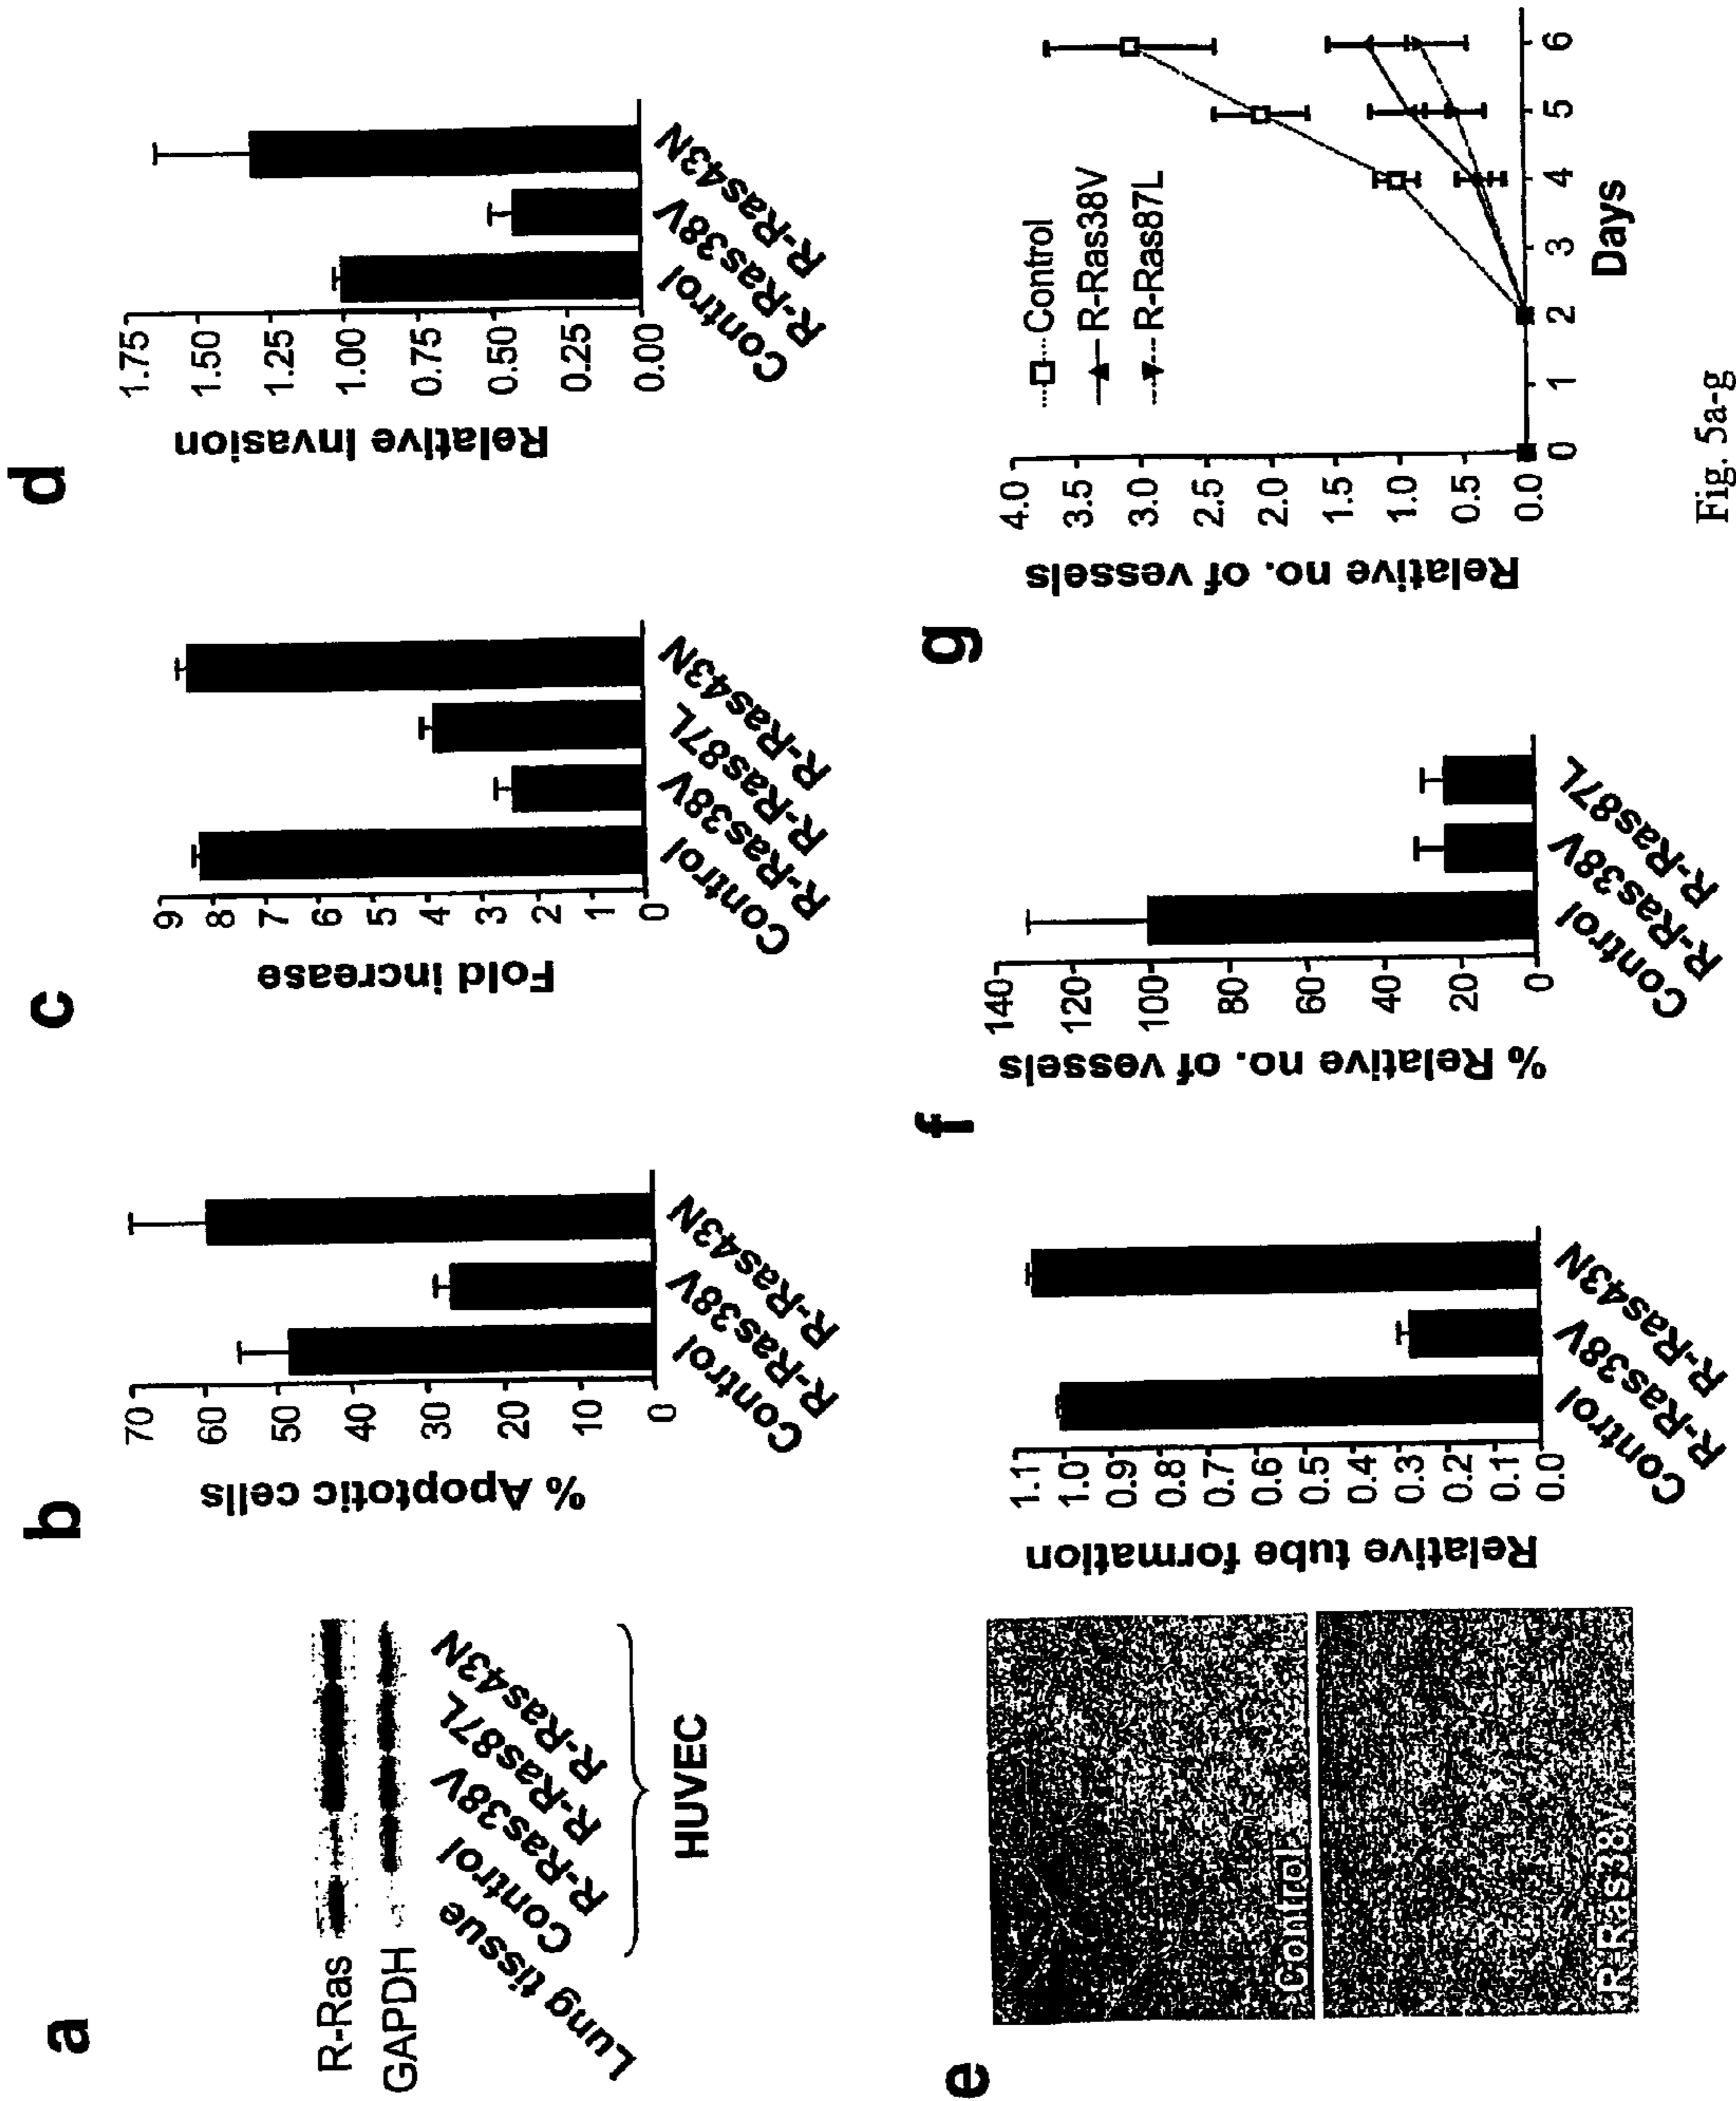 a
R-Ras
GAPDH
Lung tissue
Control
R-Ras38V
R-Ras87L
R-Ras43N
HUVEC
b
% Apoptotic cells
70
60
50
40
30
20
10
0
Control
R-Ras38V
R-Ras43N
c
Fold increase
9
8
7
6
5
4
3
2
1
0
Control
R-Ras38V
R-Ras87L
R-Ras43N
d
Relative invasion
1.75
1.50
1.25
1.00
0.75
0.50
0.25
0.00
Control
R-Ras38V
R-Ras43N
e
Control
R-Ras38V
Relative tube formation
1.1
1.0
0.9
0.8
0.7
0.6
0.5
0.4
0.3
0.2
0.1
0.0
Control
R-Ras38V
R-Ras43N
f
% Relative no. of vessels
140
120
100
80
60
40
20
0
Control
R-Ras38V
R-Ras87L
g
Relative no. of vessels
4.0
3.5
3.0
2.5
2.0
1.5
1.0
0.5
0.0
Control
R-Ras38V
R-Ras87L
0 1 2 3 4 5 6
Days
Fig. 5a-g